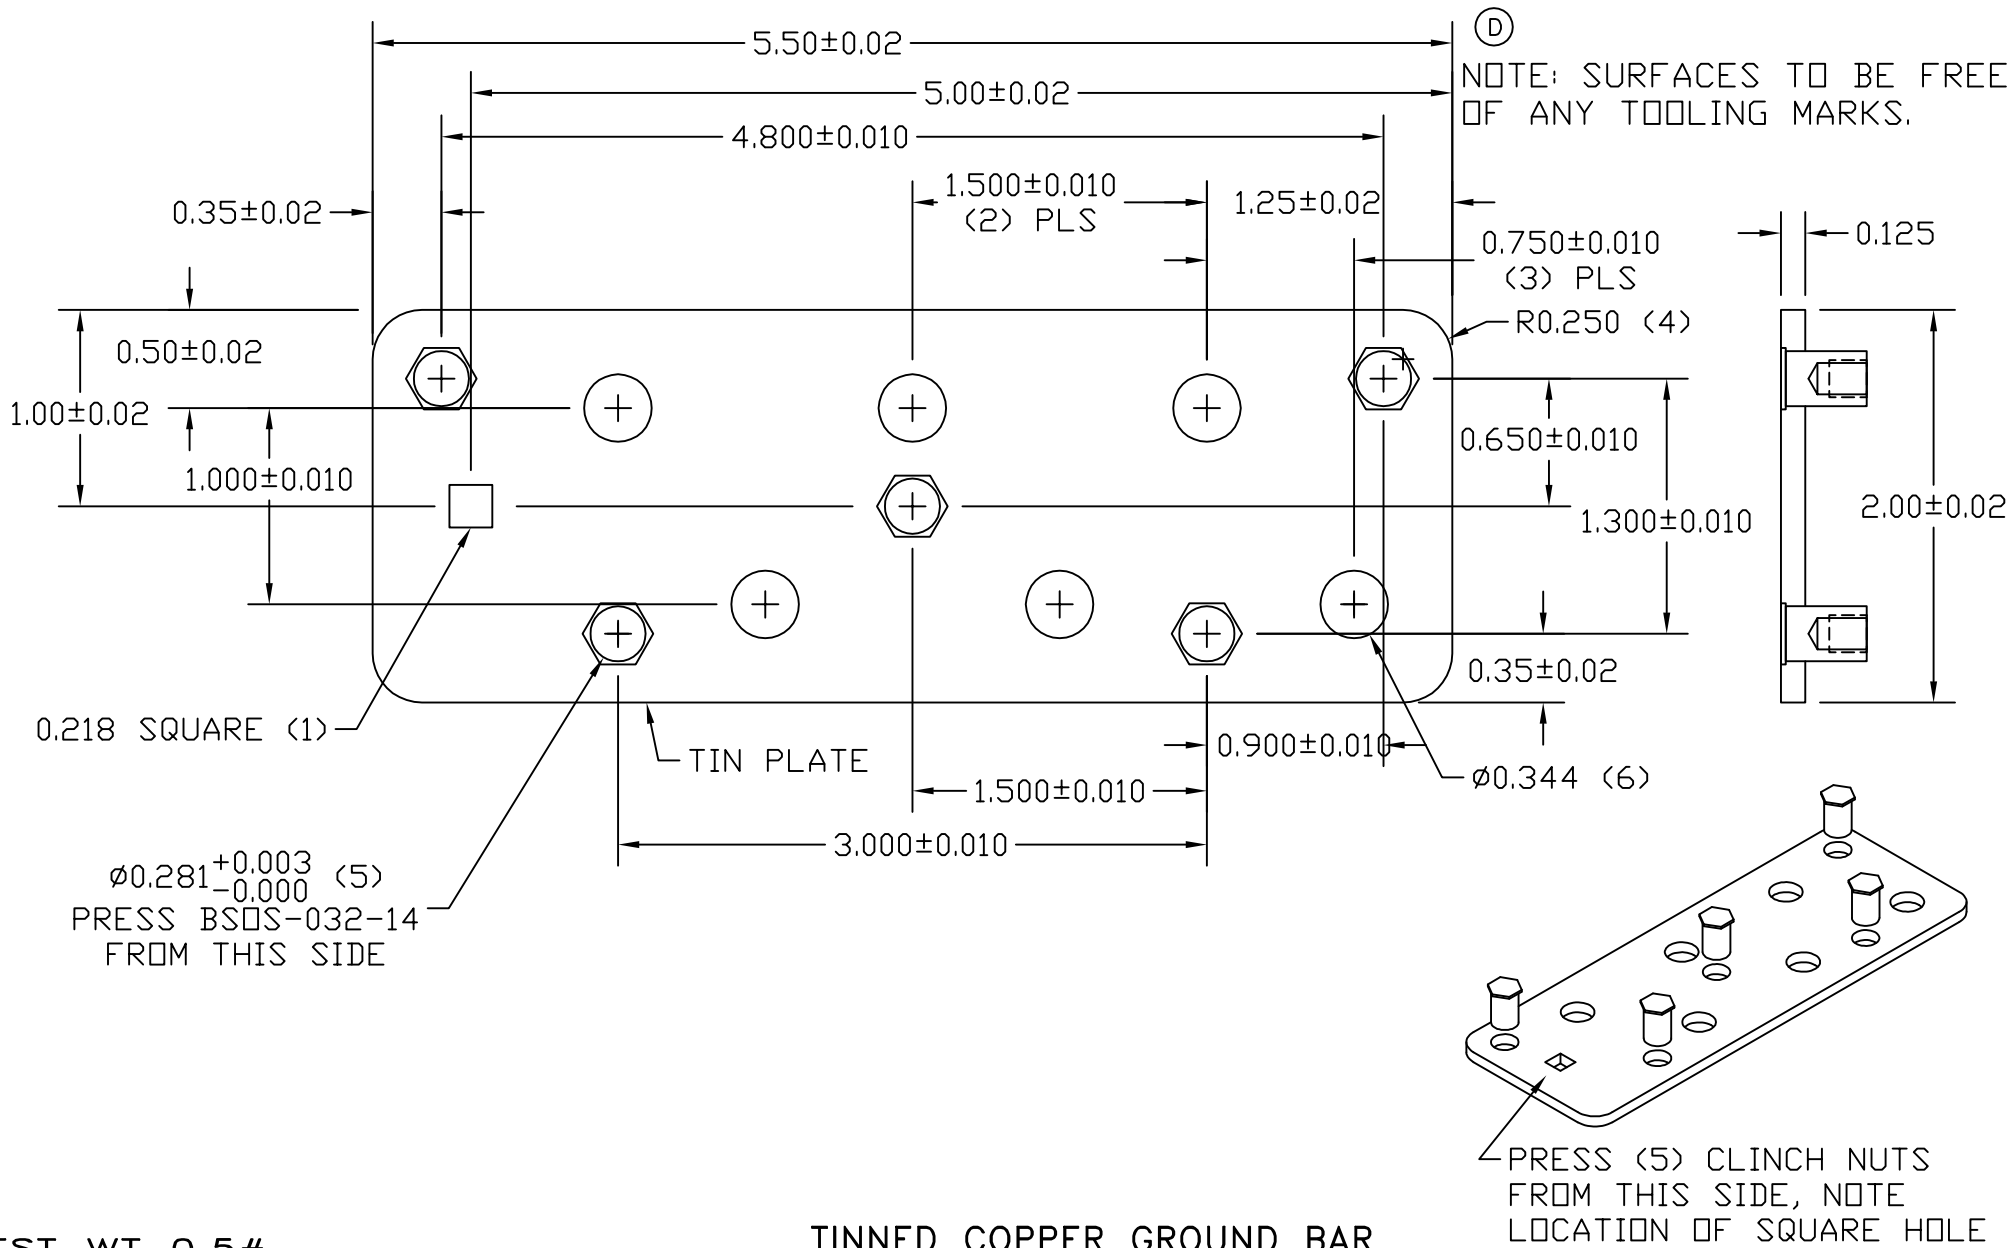 5.50±0.02
D
NOTE: SURFACES TO BE FREE
OF ANY TOOLING MARKS.
5.00±0.02
4.800±0.010
1.500±0.010
(2) PLS
1.25±0.02
0.35±0.02
0.750±0.010
(3) PLS
0.125
R0.250 (4)
0.50±0.02
1.00±0.02
0.650±0.010
1.000±0.010
2.00±0.02
1.300±0.010
0.35±0.02
0.218 SQUARE (1)
0.900±0.010
TIN PLATE
Ø0.344 (6)
1.500±0.010
3.000±0.010
Ø0.281+0.003 -0.000 (5)
PRESS BSOS-032-14
FROM THIS SIDE
PRESS (5) CLINCH NUTS
FROM THIS SIDE, NOTE
LOCATION OF SQUARE HOLE
EST WT 0.5#
TINNED COPPER GROUND BAR